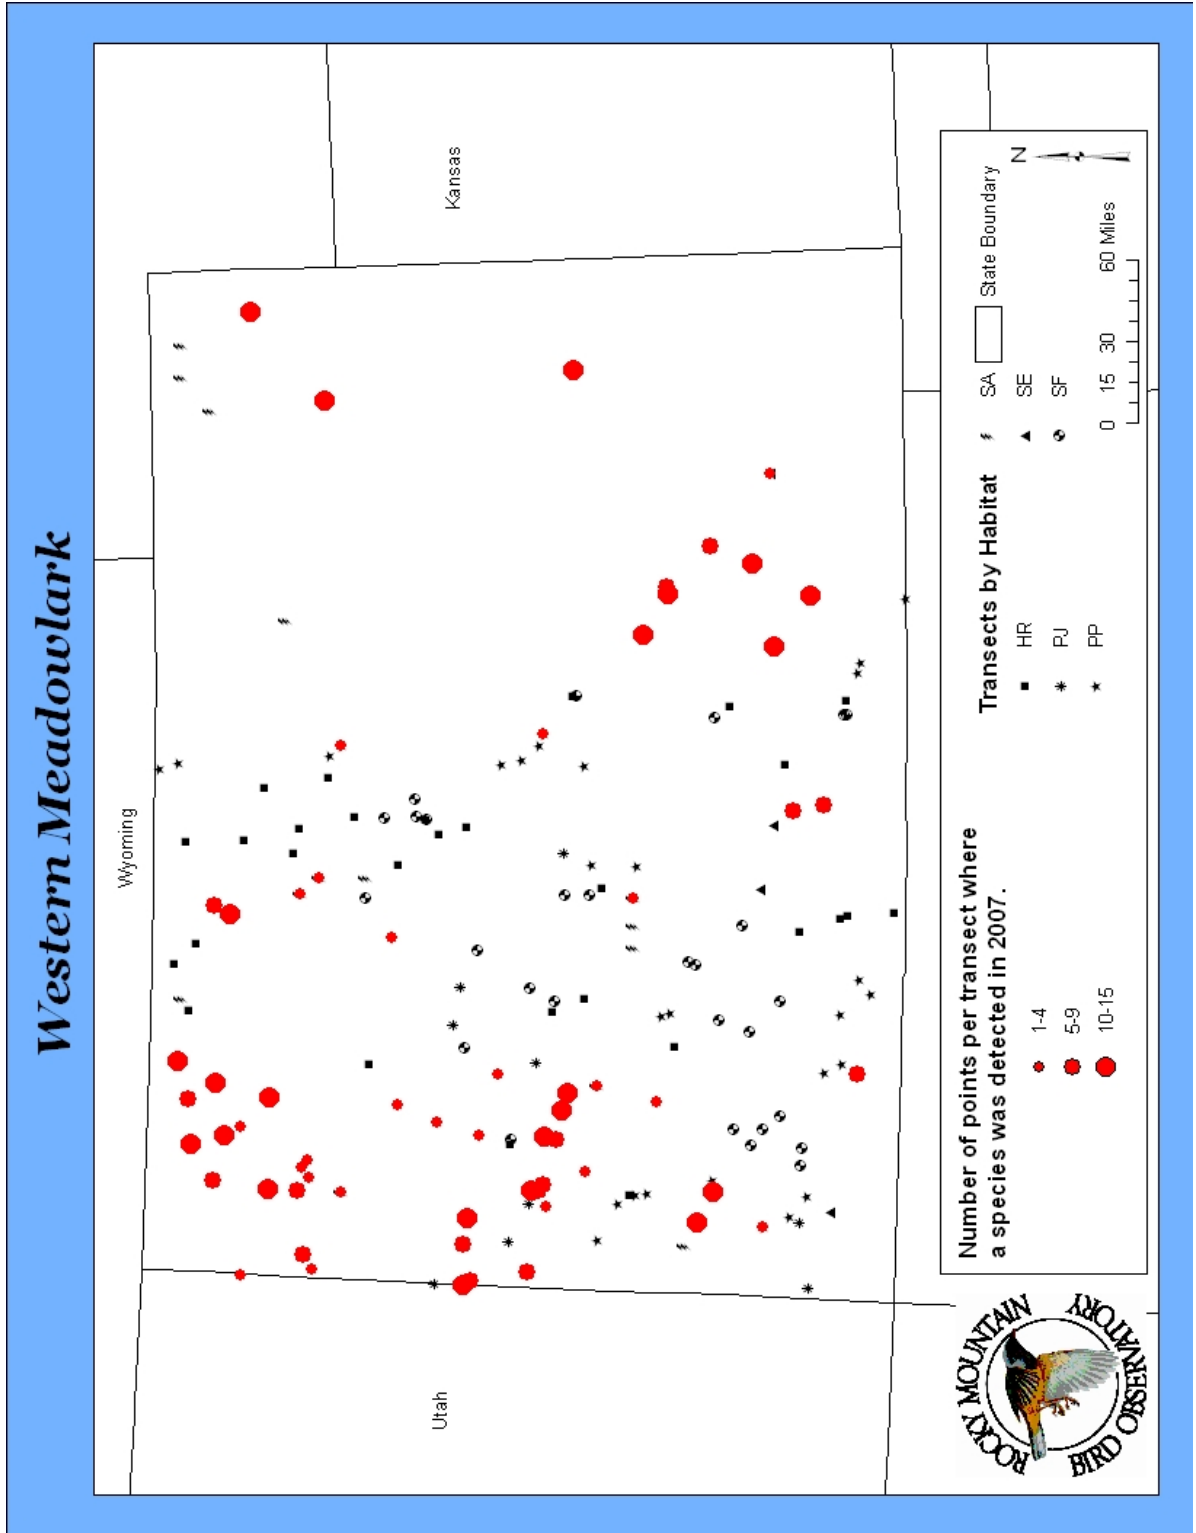 Western Meadowlark
Wyoming
Utah
Kansas
Number of points per transect where
a species was detected in 2007.
1-4
5-9
10-15
Transects by Habitat
HR
PJ
PP
SA
SE
SF
State Boundary
N
0 15 30 60 Miles
ROCKY MOUNTAIN
BIRD OBSERVATORY